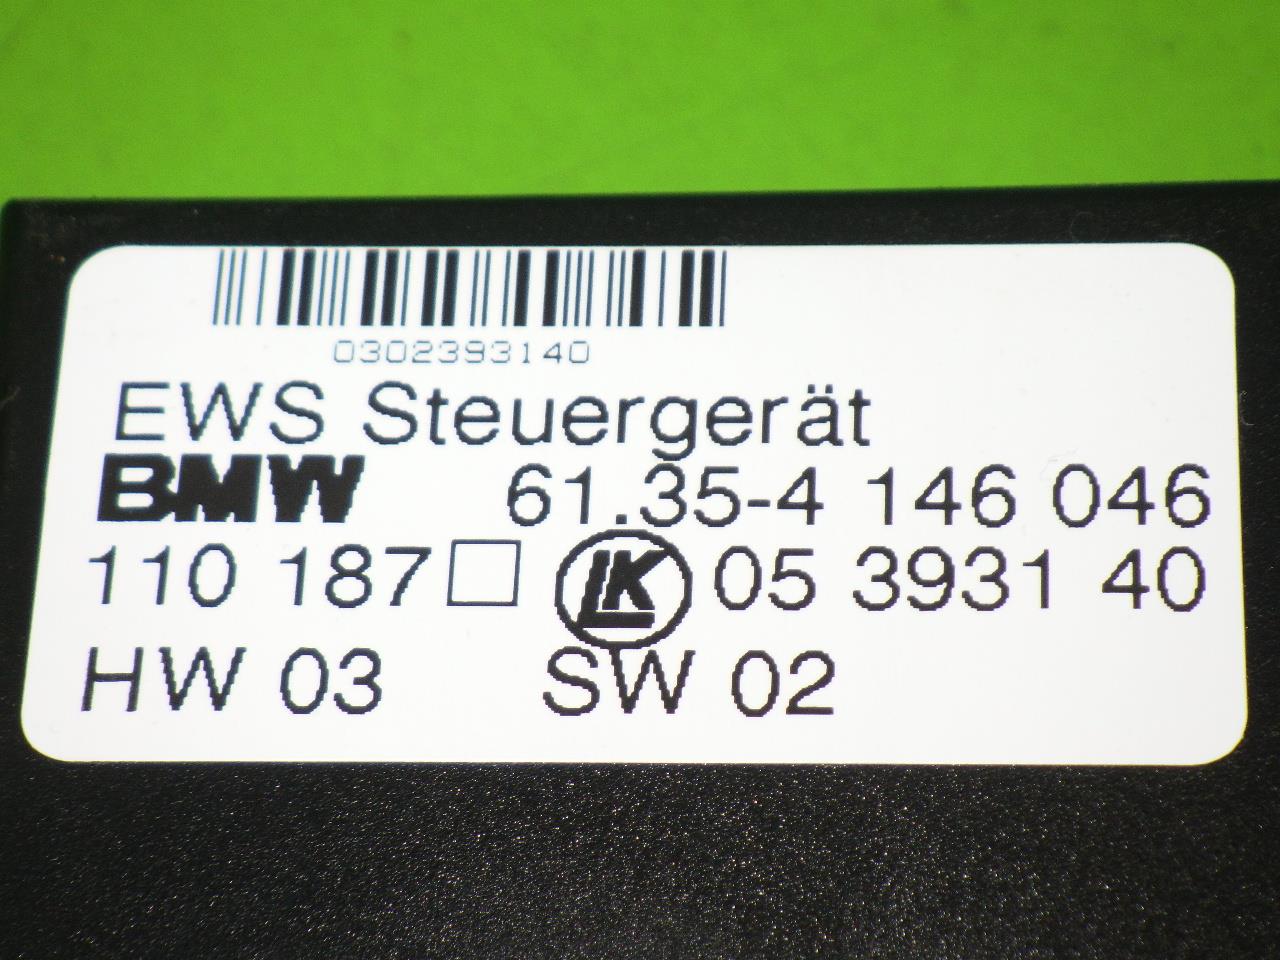 0302393140
EWS Steuergerät
BMW 61.35-4 146 046
110 187 □ LK 05 3931 40
HW 03 SW 02